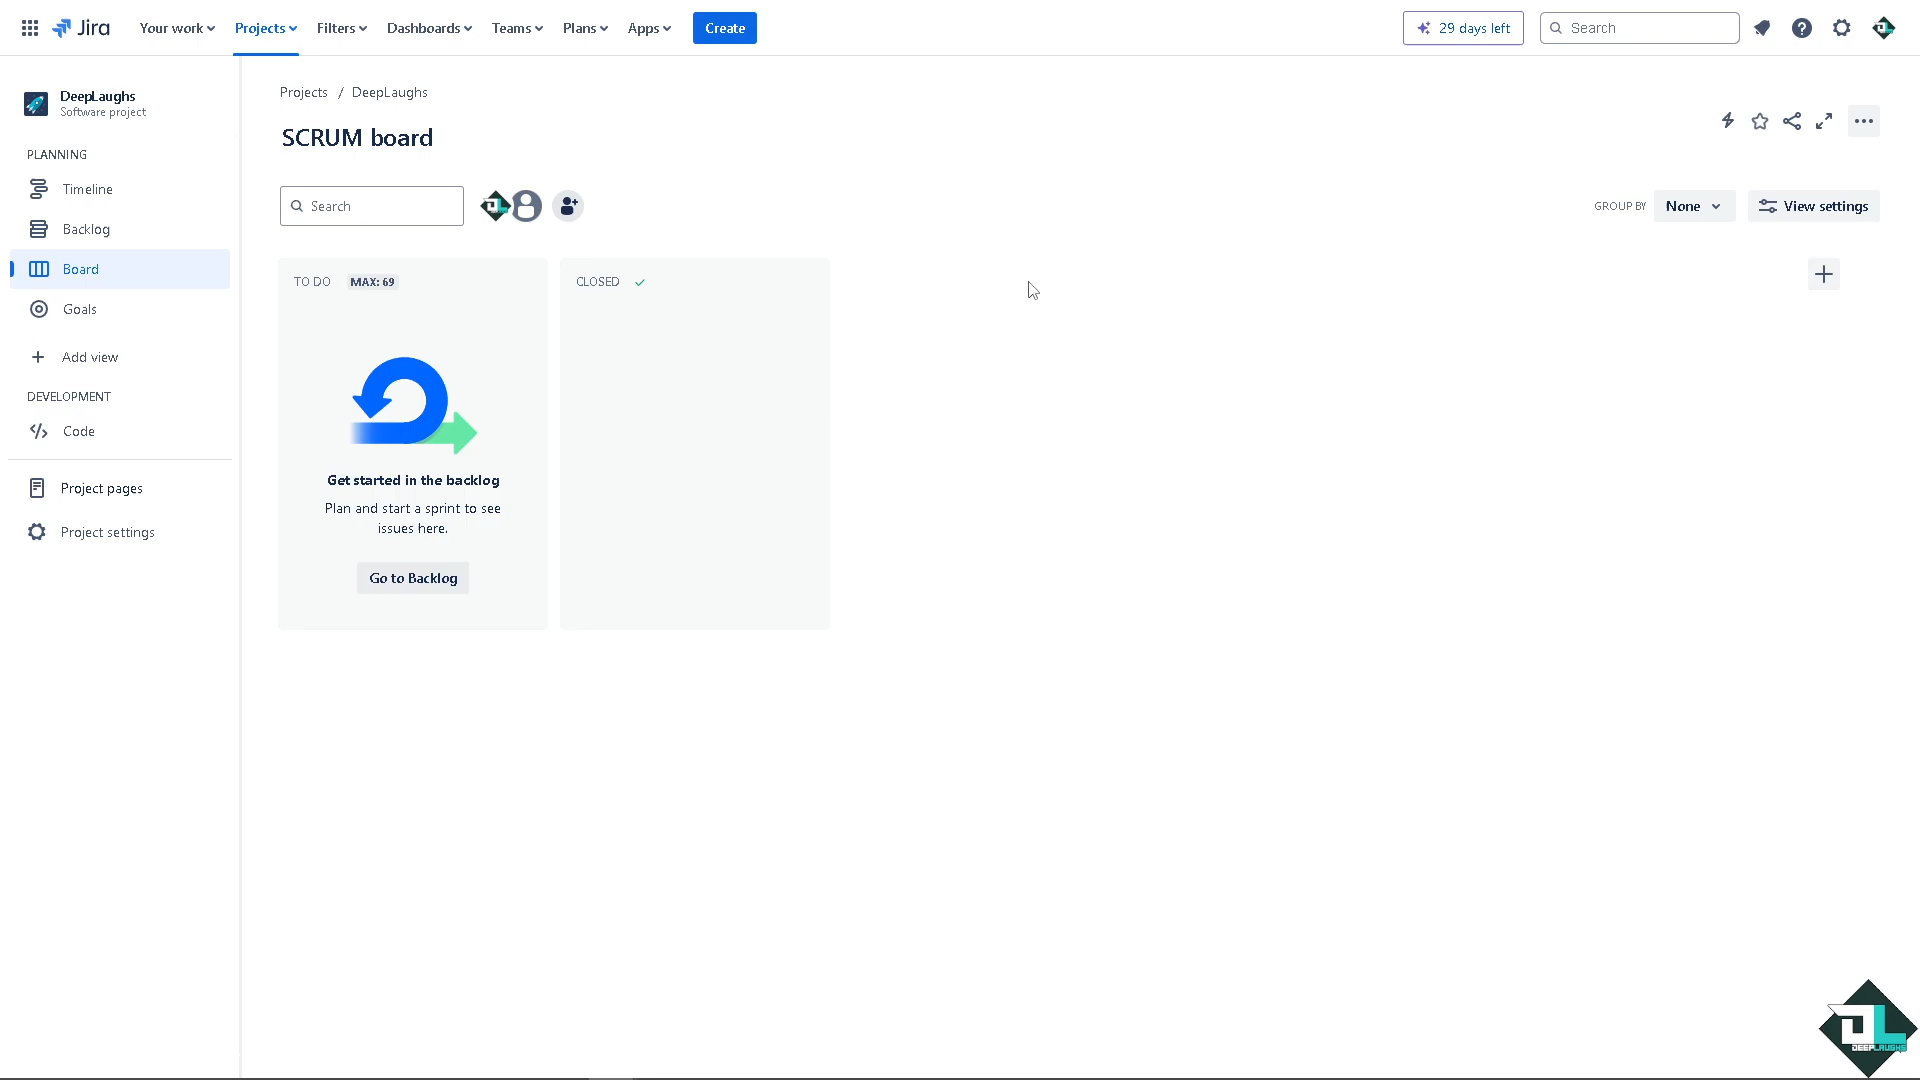 Jira
Your work
Projects
Filters
Dashboards
Teams
Plans
Apps
Create
29 days left
Search
DeepLaughs
Software project
PLANNING
Timeline
Backlog
Board
Goals
Add view
DEVELOPMENT
Code
Project pages
Project settings
Projects / DeepLaughs
SCRUM board
Search
GROUP BY
None
View settings
TO DO
MAX: 69
CLOSED
Get started in the backlog
Plan and start a sprint to see
issues here.
Go to Backlog
DL
DEEPLAUGHS